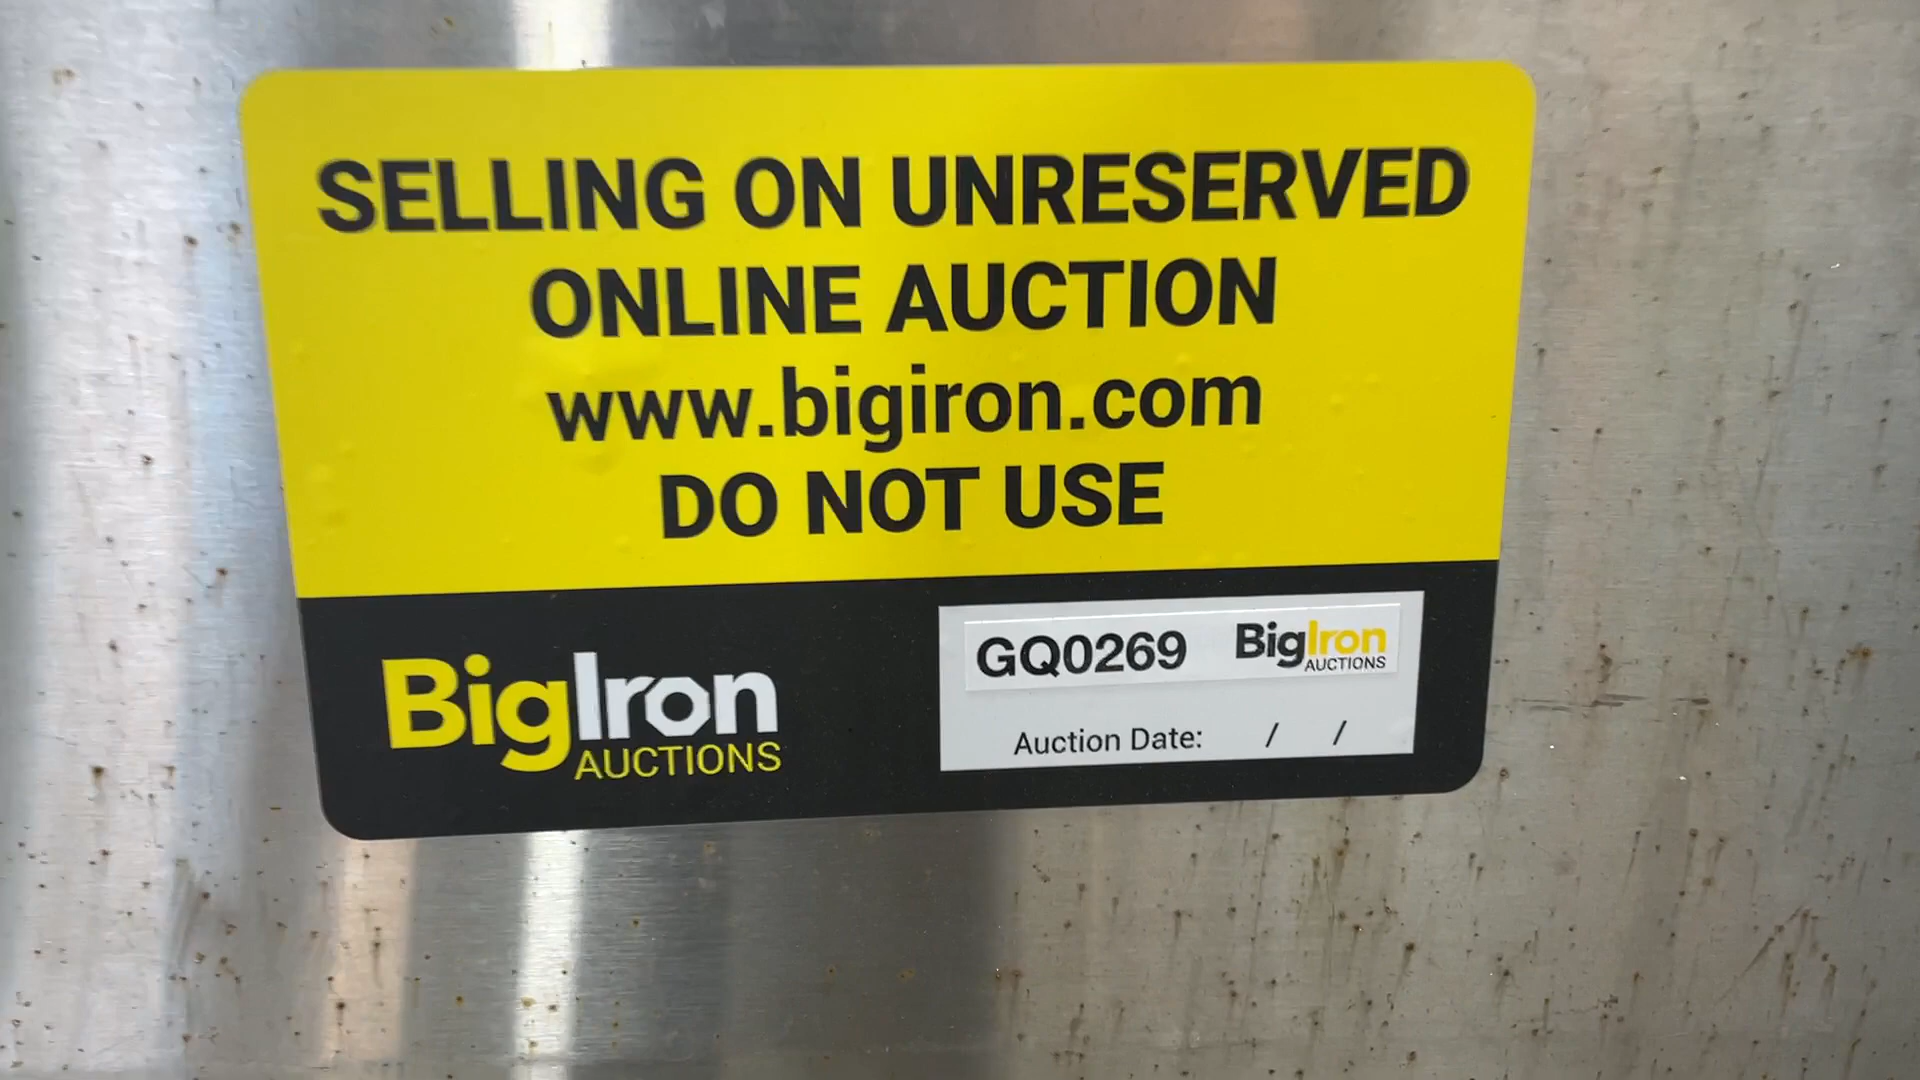 SELLING ON UNRESERVED
ONLINE AUCTION
www.bigiron.com
DO NOT USE
BigIron
AUCTIONS
GQ0269 BigIron
AUCTIONS
Auction Date: / /